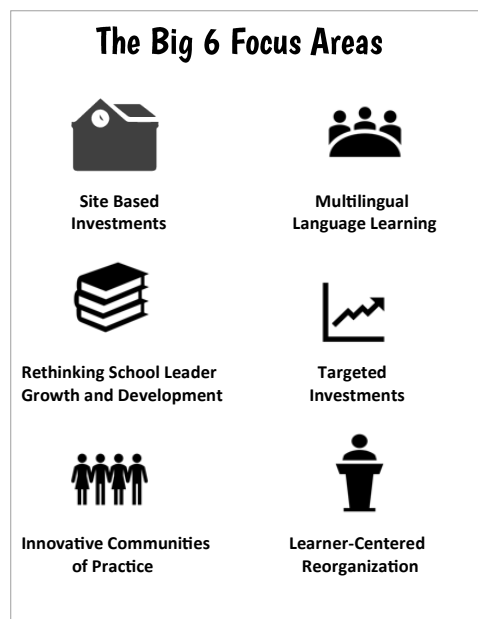 The Big 6 Focus Areas
Site Based
Investments
Multilingual
Language Learning
Rethinking School Leader
Growth and Development
Targeted
Investments
Innovative Communities
of Practice
Learner-Centered
Reorganization